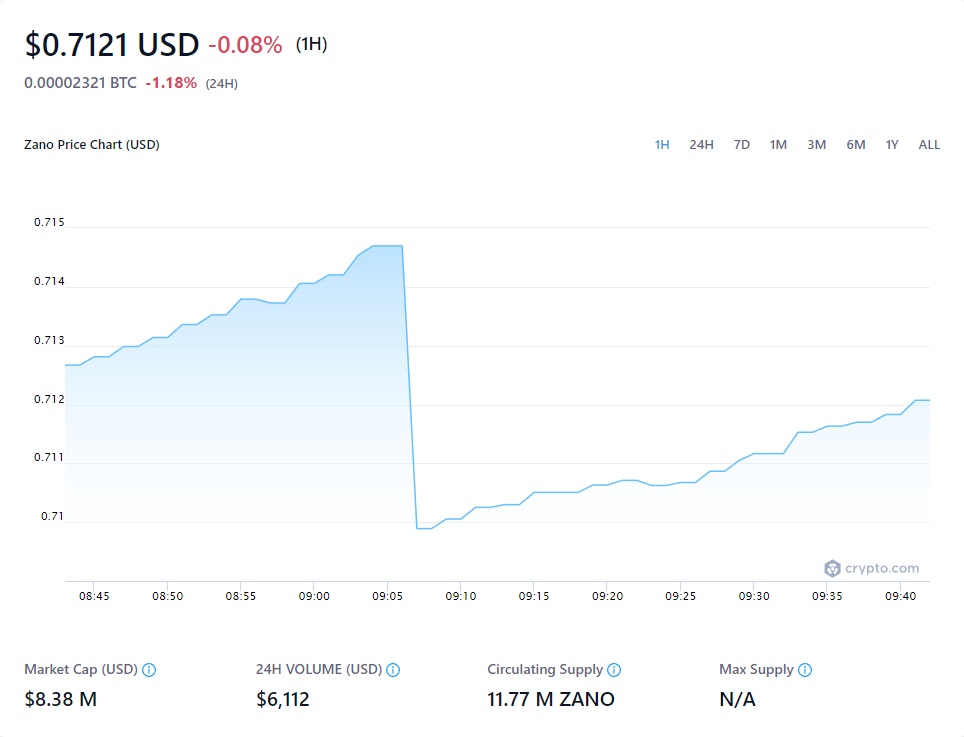 $0.7121 USD -0.08% (1H)
0.00002321 BTC -1.18% (24H)
Zano Price Chart (USD) 1H 24H 7D 1M 3M 6M 1Y ALL
0.715
0.714
0.713
0.712
0.711
0.71
crypto.com
08:45 08:50 08:55 09:00 09:05 09:10 09:15 09:20 09:25 09:30 09:35 09:40
Market Cap (USD) 24H VOLUME (USD) Circulating Supply Max Supply
$8.38 M $6,112 11.77 M ZANO N/A